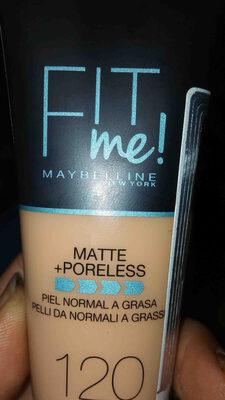 FIT
me!
MAYBELLINE
NEW YORK
MATTE
+PORELESS
PIEL NORMAL A GRASA
PELLI DA NORMALI A GRASSE
120